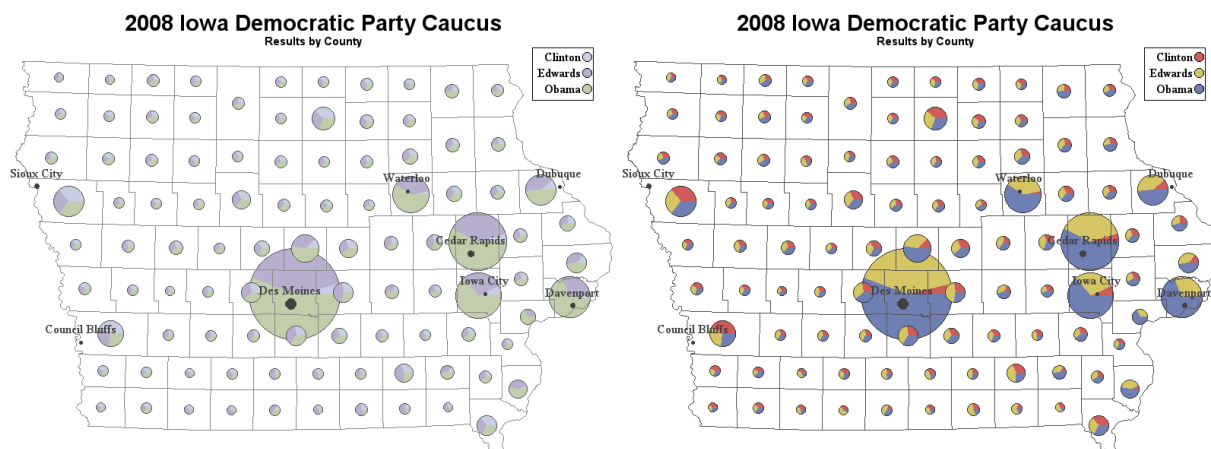 2008 Iowa Democratic Party Caucus
Results by County
Clinton
Edwards
Obama
Sioux City
Waterloo
Dubuque
Cedar Rapids
Des Moines
Iowa City
Davenport
Council Bluffs
2008 Iowa Democratic Party Caucus
Results by County
Clinton
Edwards
Obama
Sioux City
Waterloo
Dubuque
Cedar Rapids
Des Moines
Iowa City
Davenport
Council Bluffs